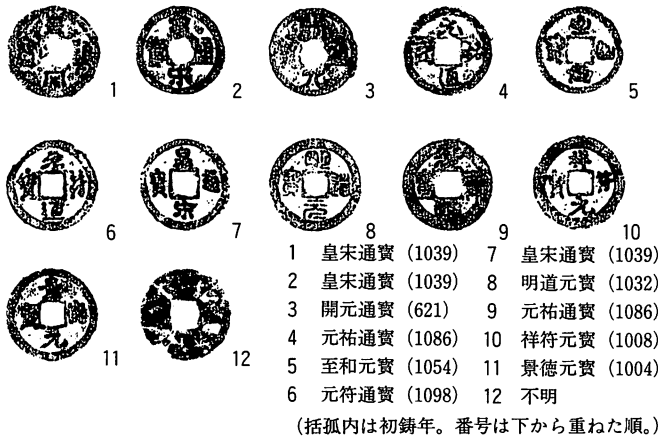 1 2 3 4 5
6 7 8 9 10
11 12
1 皇宋通寳 (1039)
2 皇宋通寳 (1039)
3 開元通寳 (621)
4 元祐通寳 (1086)
5 至和元寳 (1054)
6 元符通寳 (1098)
7 皇宋通寳 (1039)
8 明道元寳 (1032)
9 元祐通寳 (1086)
10 祥符元寳 (1008)
11 景徳元寳 (1004)
12 不明
(括孤内は初鋳年。番号は下から重ねた順。)